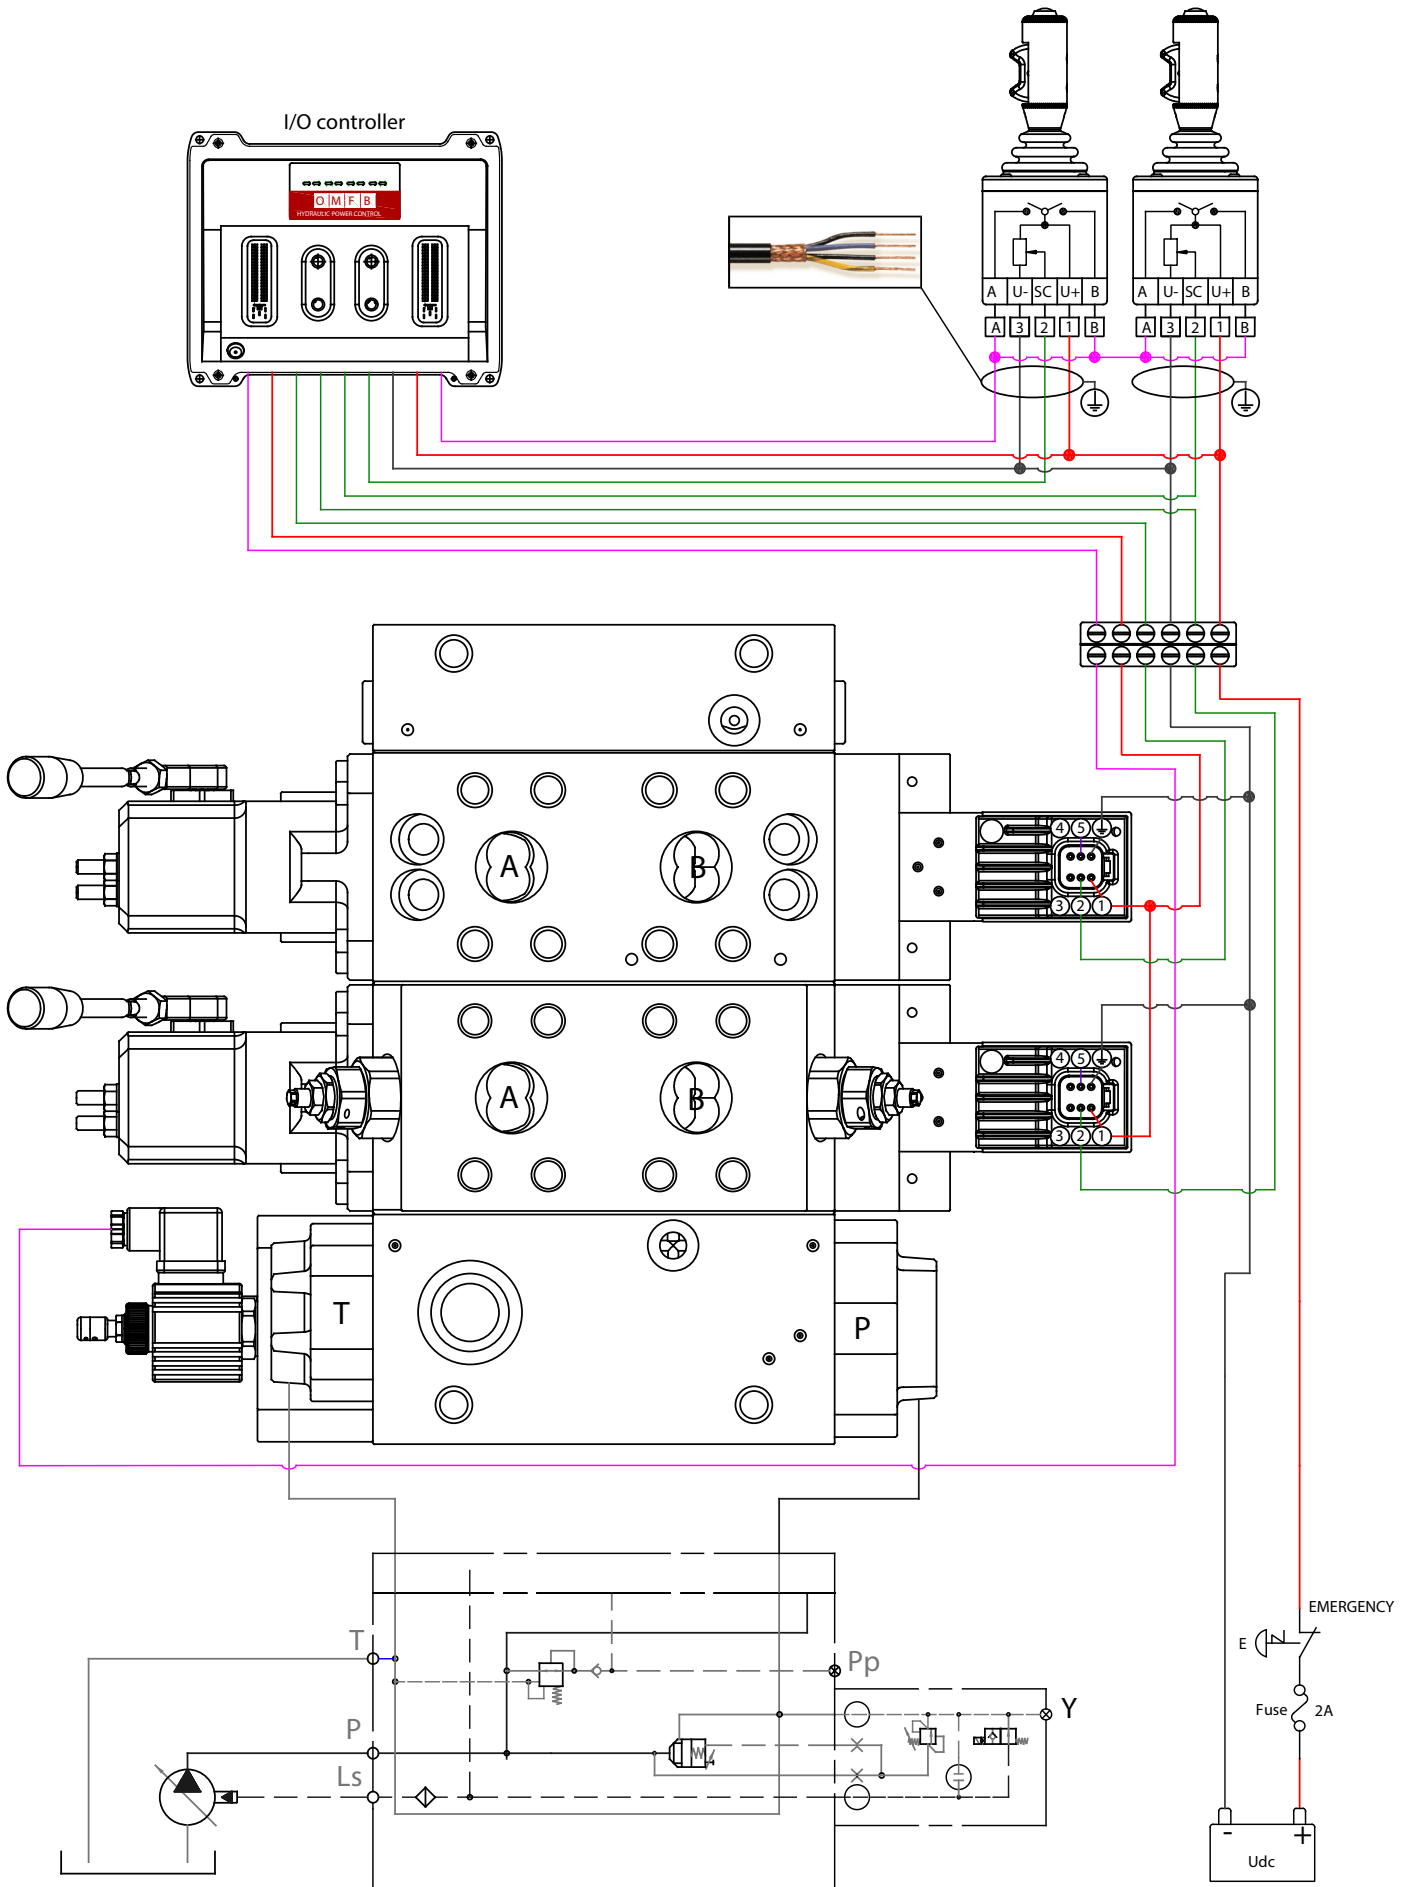 I/O controller
O M F B
HYDRAULIC POWER CONTROL
A U- SC U+ B
A U- SC U+ B
A 3 2 1 B
A 3 2 1 B
A B
4 5
3 2 1
A B
4 5
3 2 1
T P
EMERGENCY
E
T
Pp
Y
Fuse 2A
P
Ls
- +
Udc